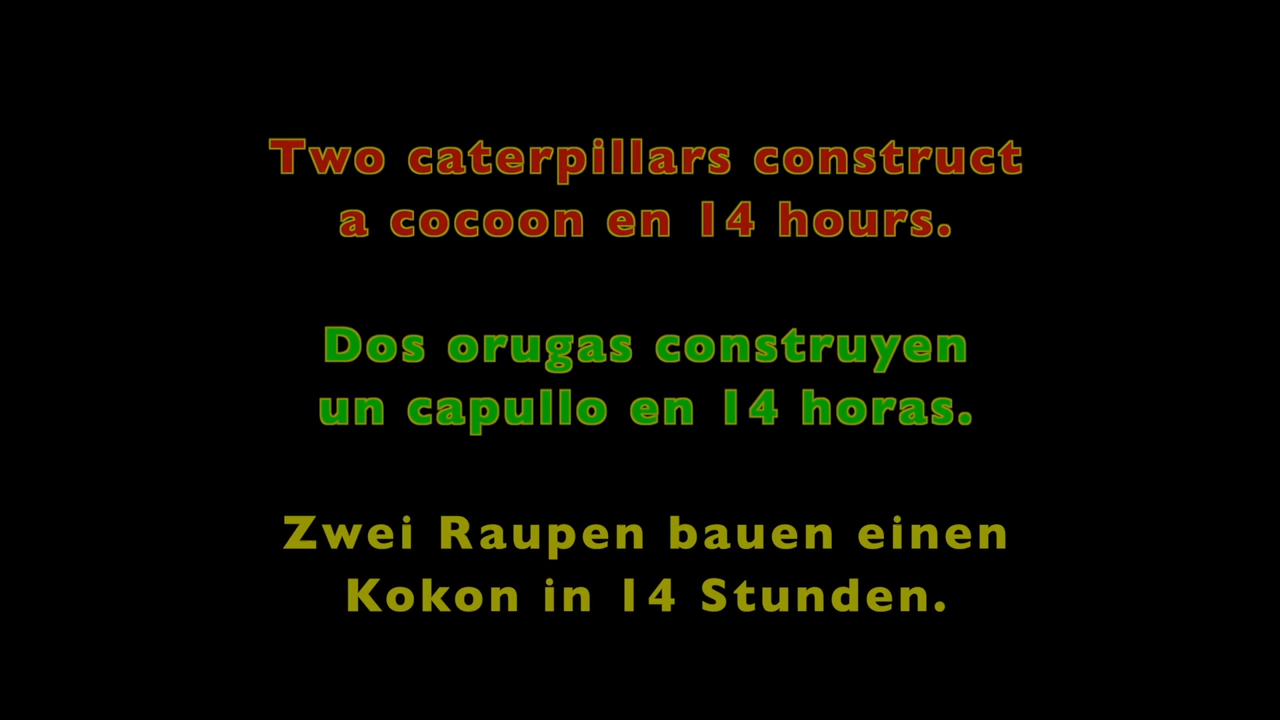 Two caterpillars construct
a cocoon en 14 hours.
Dos orugas construyen
un capullo en 14 horas.
Zwei Raupen bauen einen
Kokon in 14 Stunden.